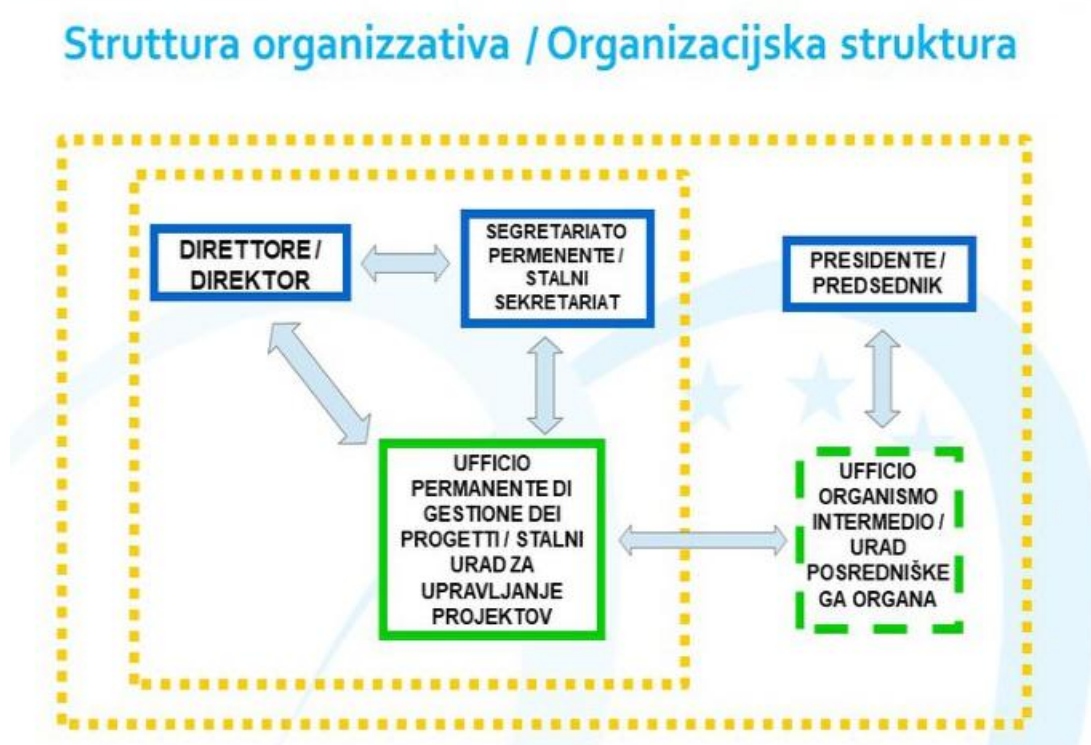 Struttura organizzativa / Organizacijska struktura
DIRETTORE /
DIREKTOR
SEGRETARIATO
PERMENENTE /
STALNI
SEKRETARIAT
PRESIDENTE /
PREDSEDNIK
UFFICIO
PERMANENTE DI
GESTIONE DEI
PROGETTI / STALNI
URAD ZA
UPRAVLJANJE
PROJEKTOV
UFFICIO
ORGANISMO
INTERMEDIO /
URAD
POSREDNIŠKE
GA ORGANA